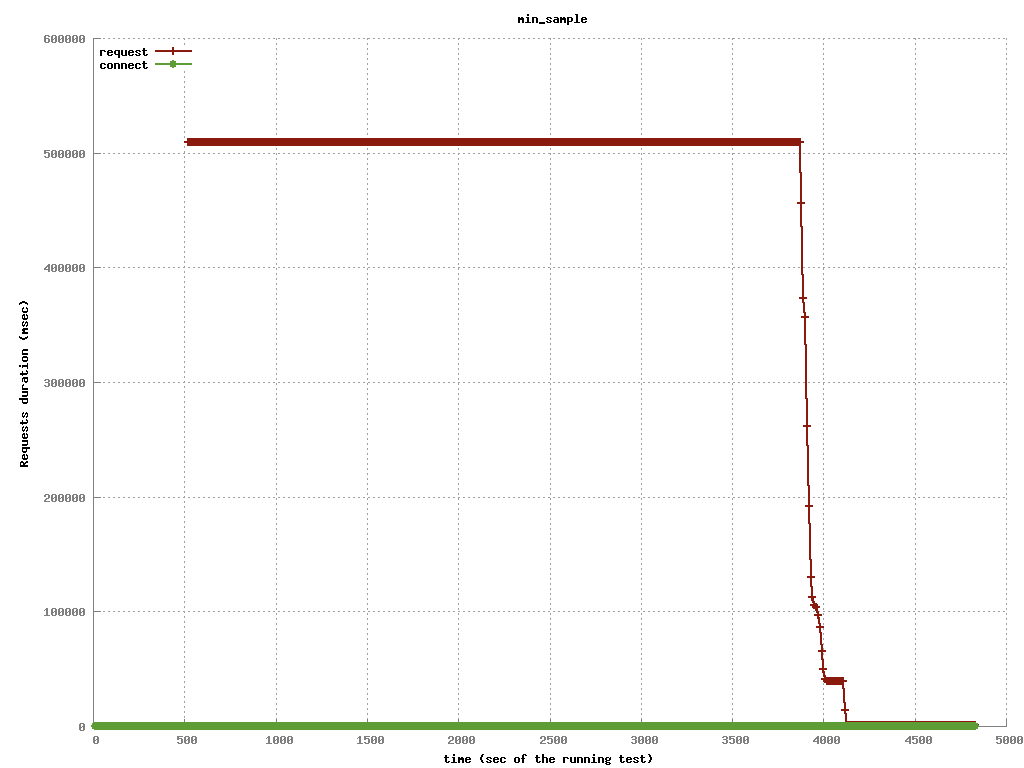 min_sample
600000
request
connect
500000
400000
Requests duration (msec)
300000
200000
100000
0
0 500 1000 1500 2000 2500 3000 3500 4000 4500 5000
time (sec of the running test)